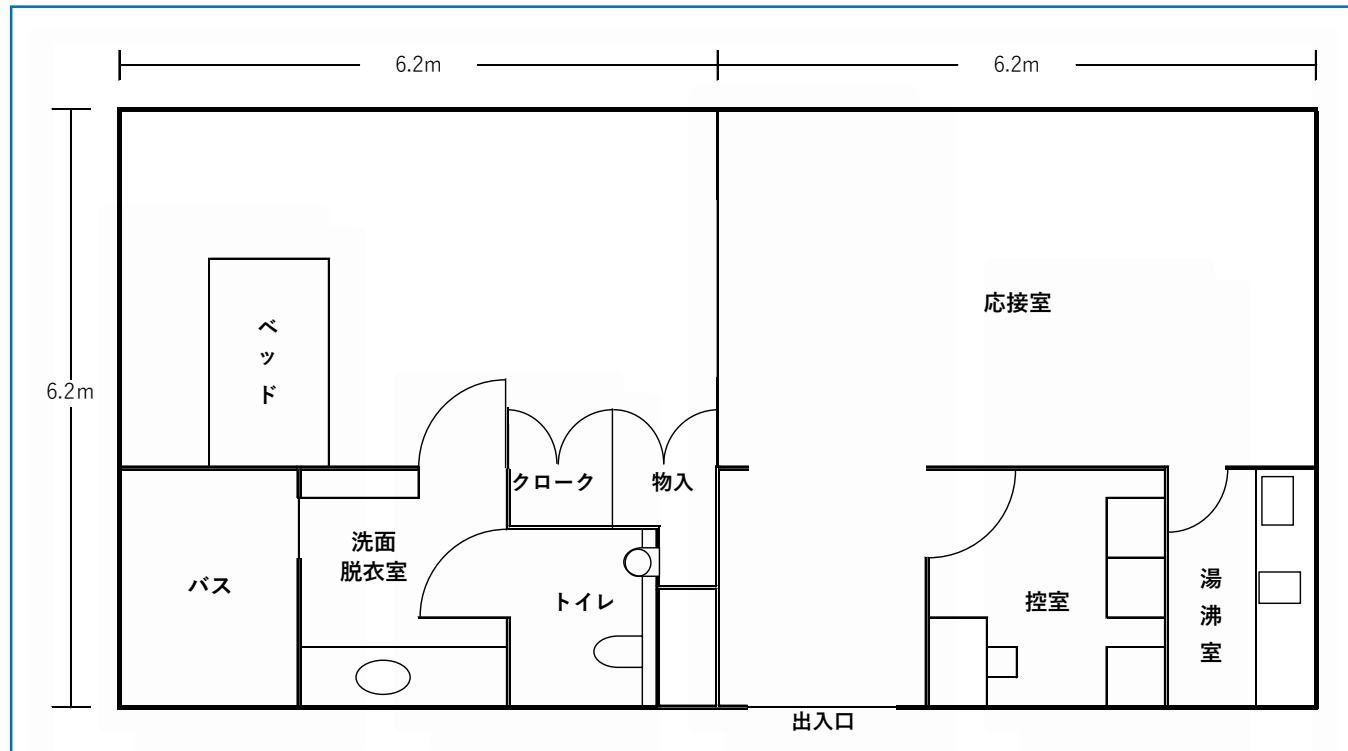 6.2m
6.2m
6.2m
ベッド
応接室
クローク
物入
洗面
脱衣室
バス
トイレ
控室
湯沸室
出入口